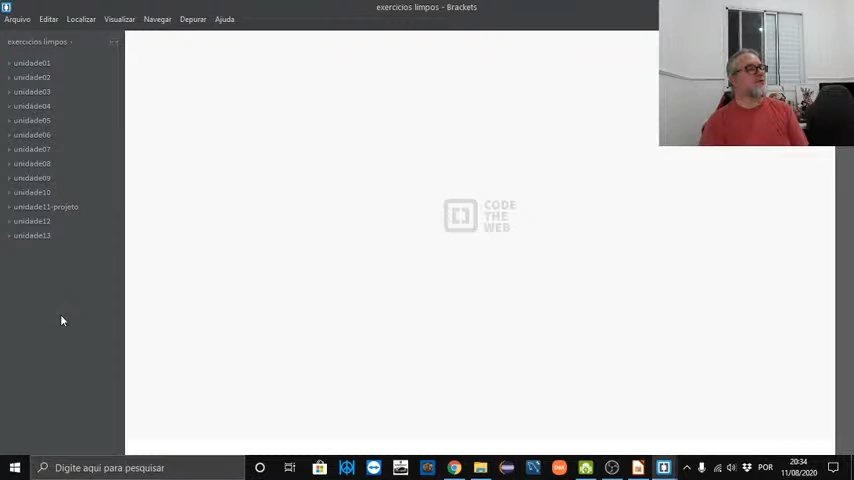 exercicios limpos - Brackets
Arquivo Editar Localizar Visualizar Navegar Depurar Ajuda
exercicios limpos
unidade01
unidade02
unidade03
unidade04
unidade05
unidade06
unidade07
unidade08
unidade09
unidade10
unidade11-projeto
unidade12
unidade13
CODE
THE
WEB
Digite aqui para pesquisar
POR
20:34
11/08/2020